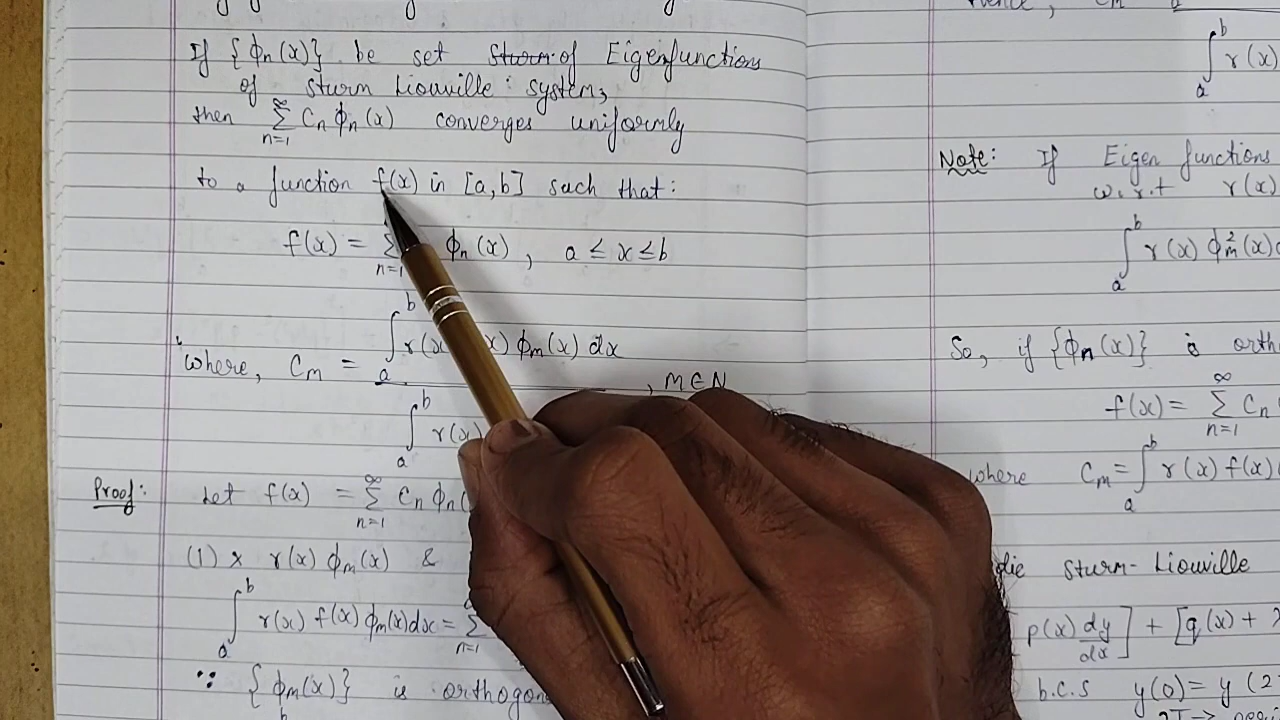 If {ϕn(x)} be set Sturm of Eigenfunctions
of sturm Liouville system,
then ∞ Σ n=1 Cn ϕn(x) converges uniformly
to a function f(x) in [a,b] such that:
f(x) = Σ n=1 ϕn(x), a ≤ x ≤ b
where, Cm = ∫ a b r(x) ϕm(x) dx , m∈N
∫ a b r(x)
Proof: Let f(x) = ∞ Σ n=1 Cn ϕn(
(1) x r(x) ϕm(x) &
∫ a b r(x) f(x) ϕm(x)dx = Σ n=1
∵ {ϕm(x)} is orthogon
b
Cm
∫ a b r(x)
Note: If Eigen functions
w.r.t r(x)
∫ a b r(x) ϕm²(x)
So, if {ϕn(x)} is orth
f(x) = ∞ Σ n=1 Cn
where Cm = ∫ a b r(x) f(x)
die Sturm-Liouville
p(x) dy/dx ] + [q(x) +
b.c.s y(0) = y(2